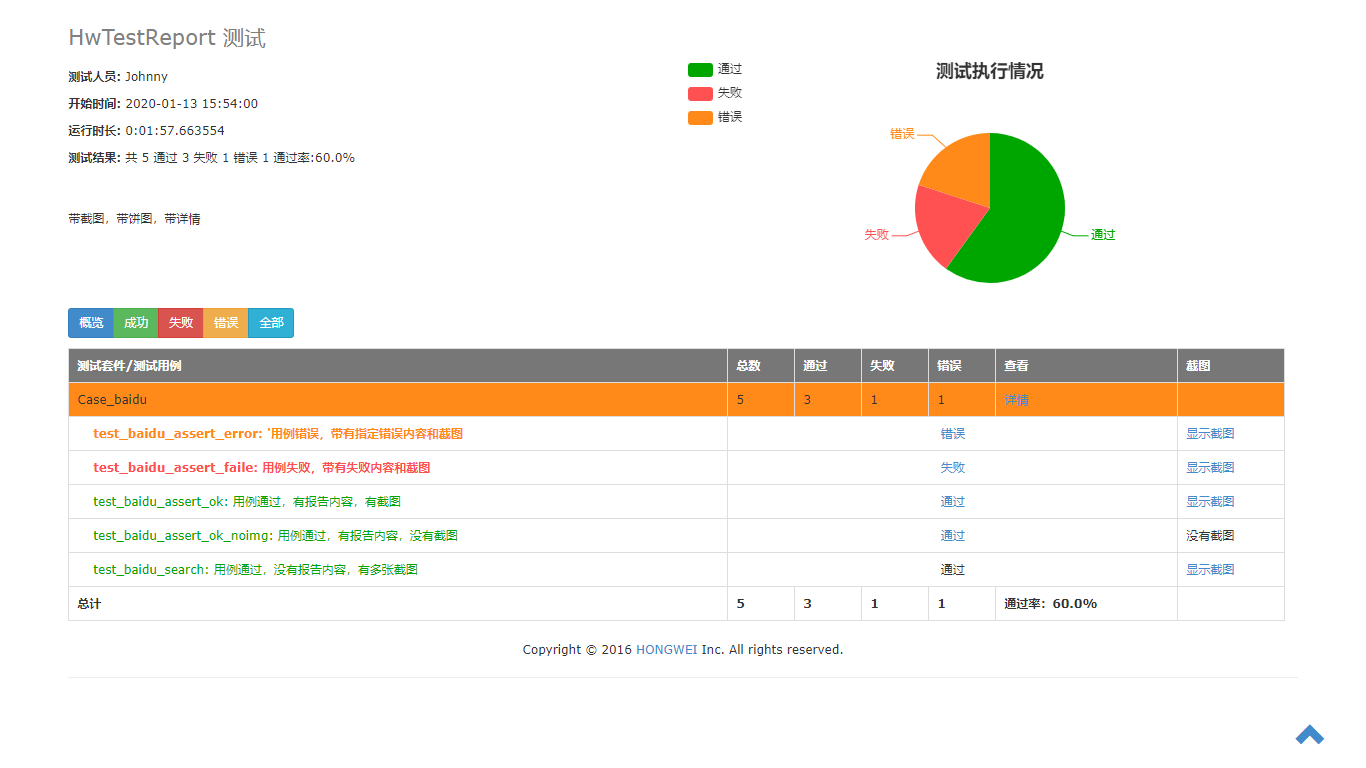 HwTestReport 测试
测试人员: Johnny
开始时间: 2020-01-13 15:54:00
运行时长: 0:01:57.663554
测试结果: 共 5 通过 3 失败 1 错误 1 通过率:60.0%
带截图，带饼图，带详情
通过
失败
错误
测试执行情况
错误
失败
通过
概览 成功 失败 错误 全部
测试套件/测试用例 总数 通过 失败 错误 查看 截图
Case_baidu 5 3 1 1 详情
test_baidu_assert_error: '用例错误，带有指定错误内容和截图 错误 显示截图
test_baidu_assert_faile: 用例失败，带有失败内容和截图 失败 显示截图
test_baidu_assert_ok: 用例通过，有报告内容，有截图 通过 显示截图
test_baidu_assert_ok_noimg: 用例通过，有报告内容，没有截图 通过 没有截图
test_baidu_search: 用例通过，没有报告内容，有多张截图 通过 显示截图
总计 5 3 1 1 通过率：60.0%
Copyright © 2016 HONGWEI Inc. All rights reserved.